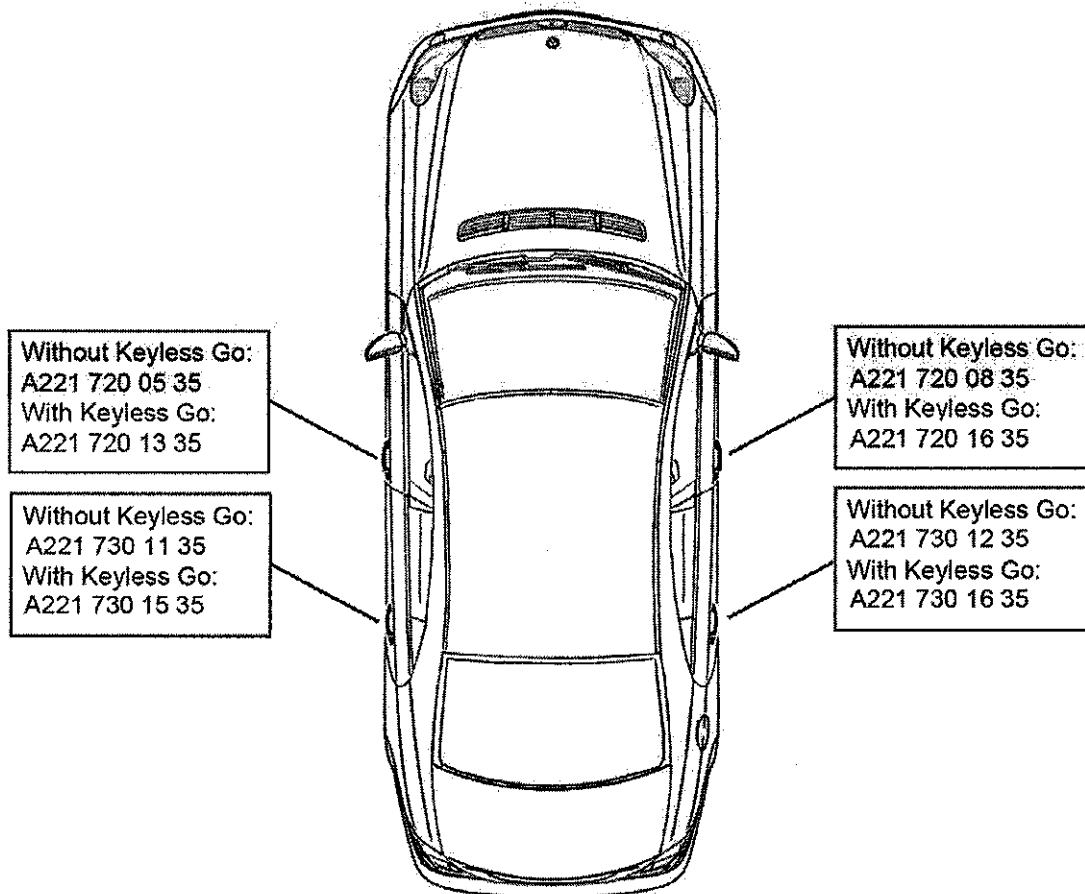 Without Keyless Go:
A221 720 05 35
With Keyless Go:
A221 720 13 35
Without Keyless Go:
A221 730 11 35
With Keyless Go:
A221 730 15 35
Without Keyless Go:
A221 720 08 35
With Keyless Go:
A221 720 16 35
Without Keyless Go:
A221 730 12 35
With Keyless Go:
A221 730 16 35